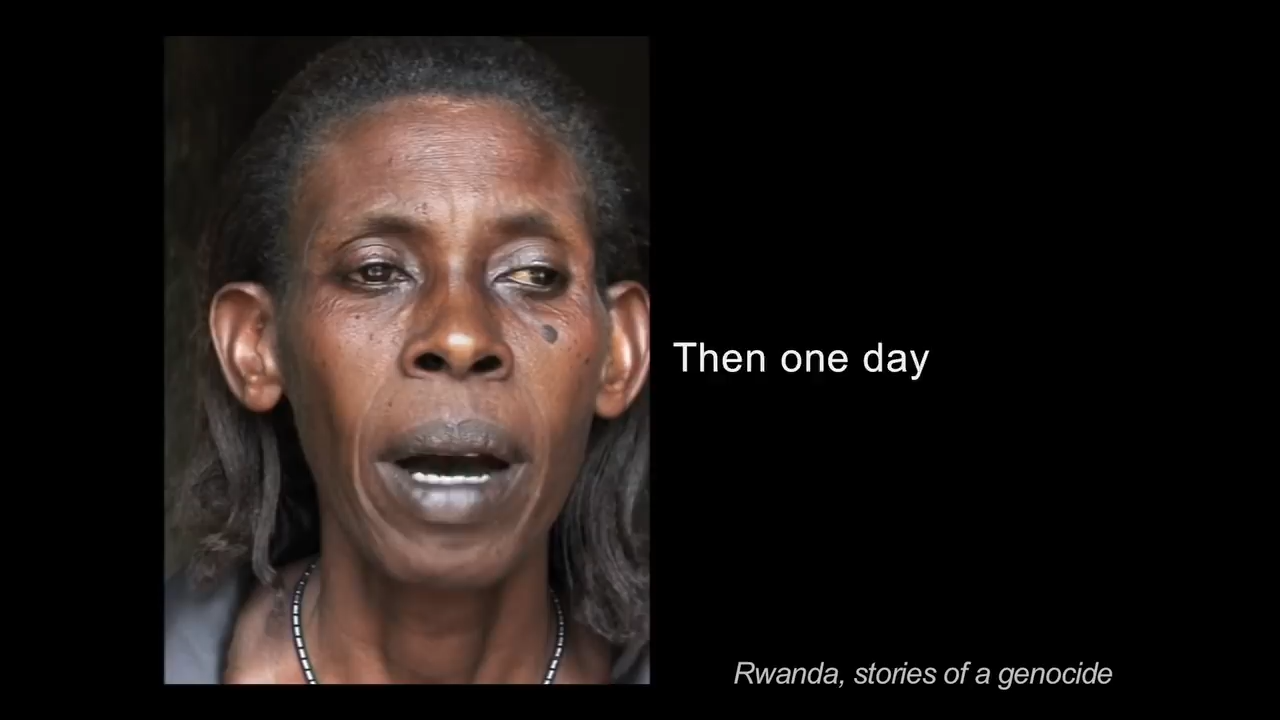 Then one day
Rwanda, stories of a genocide